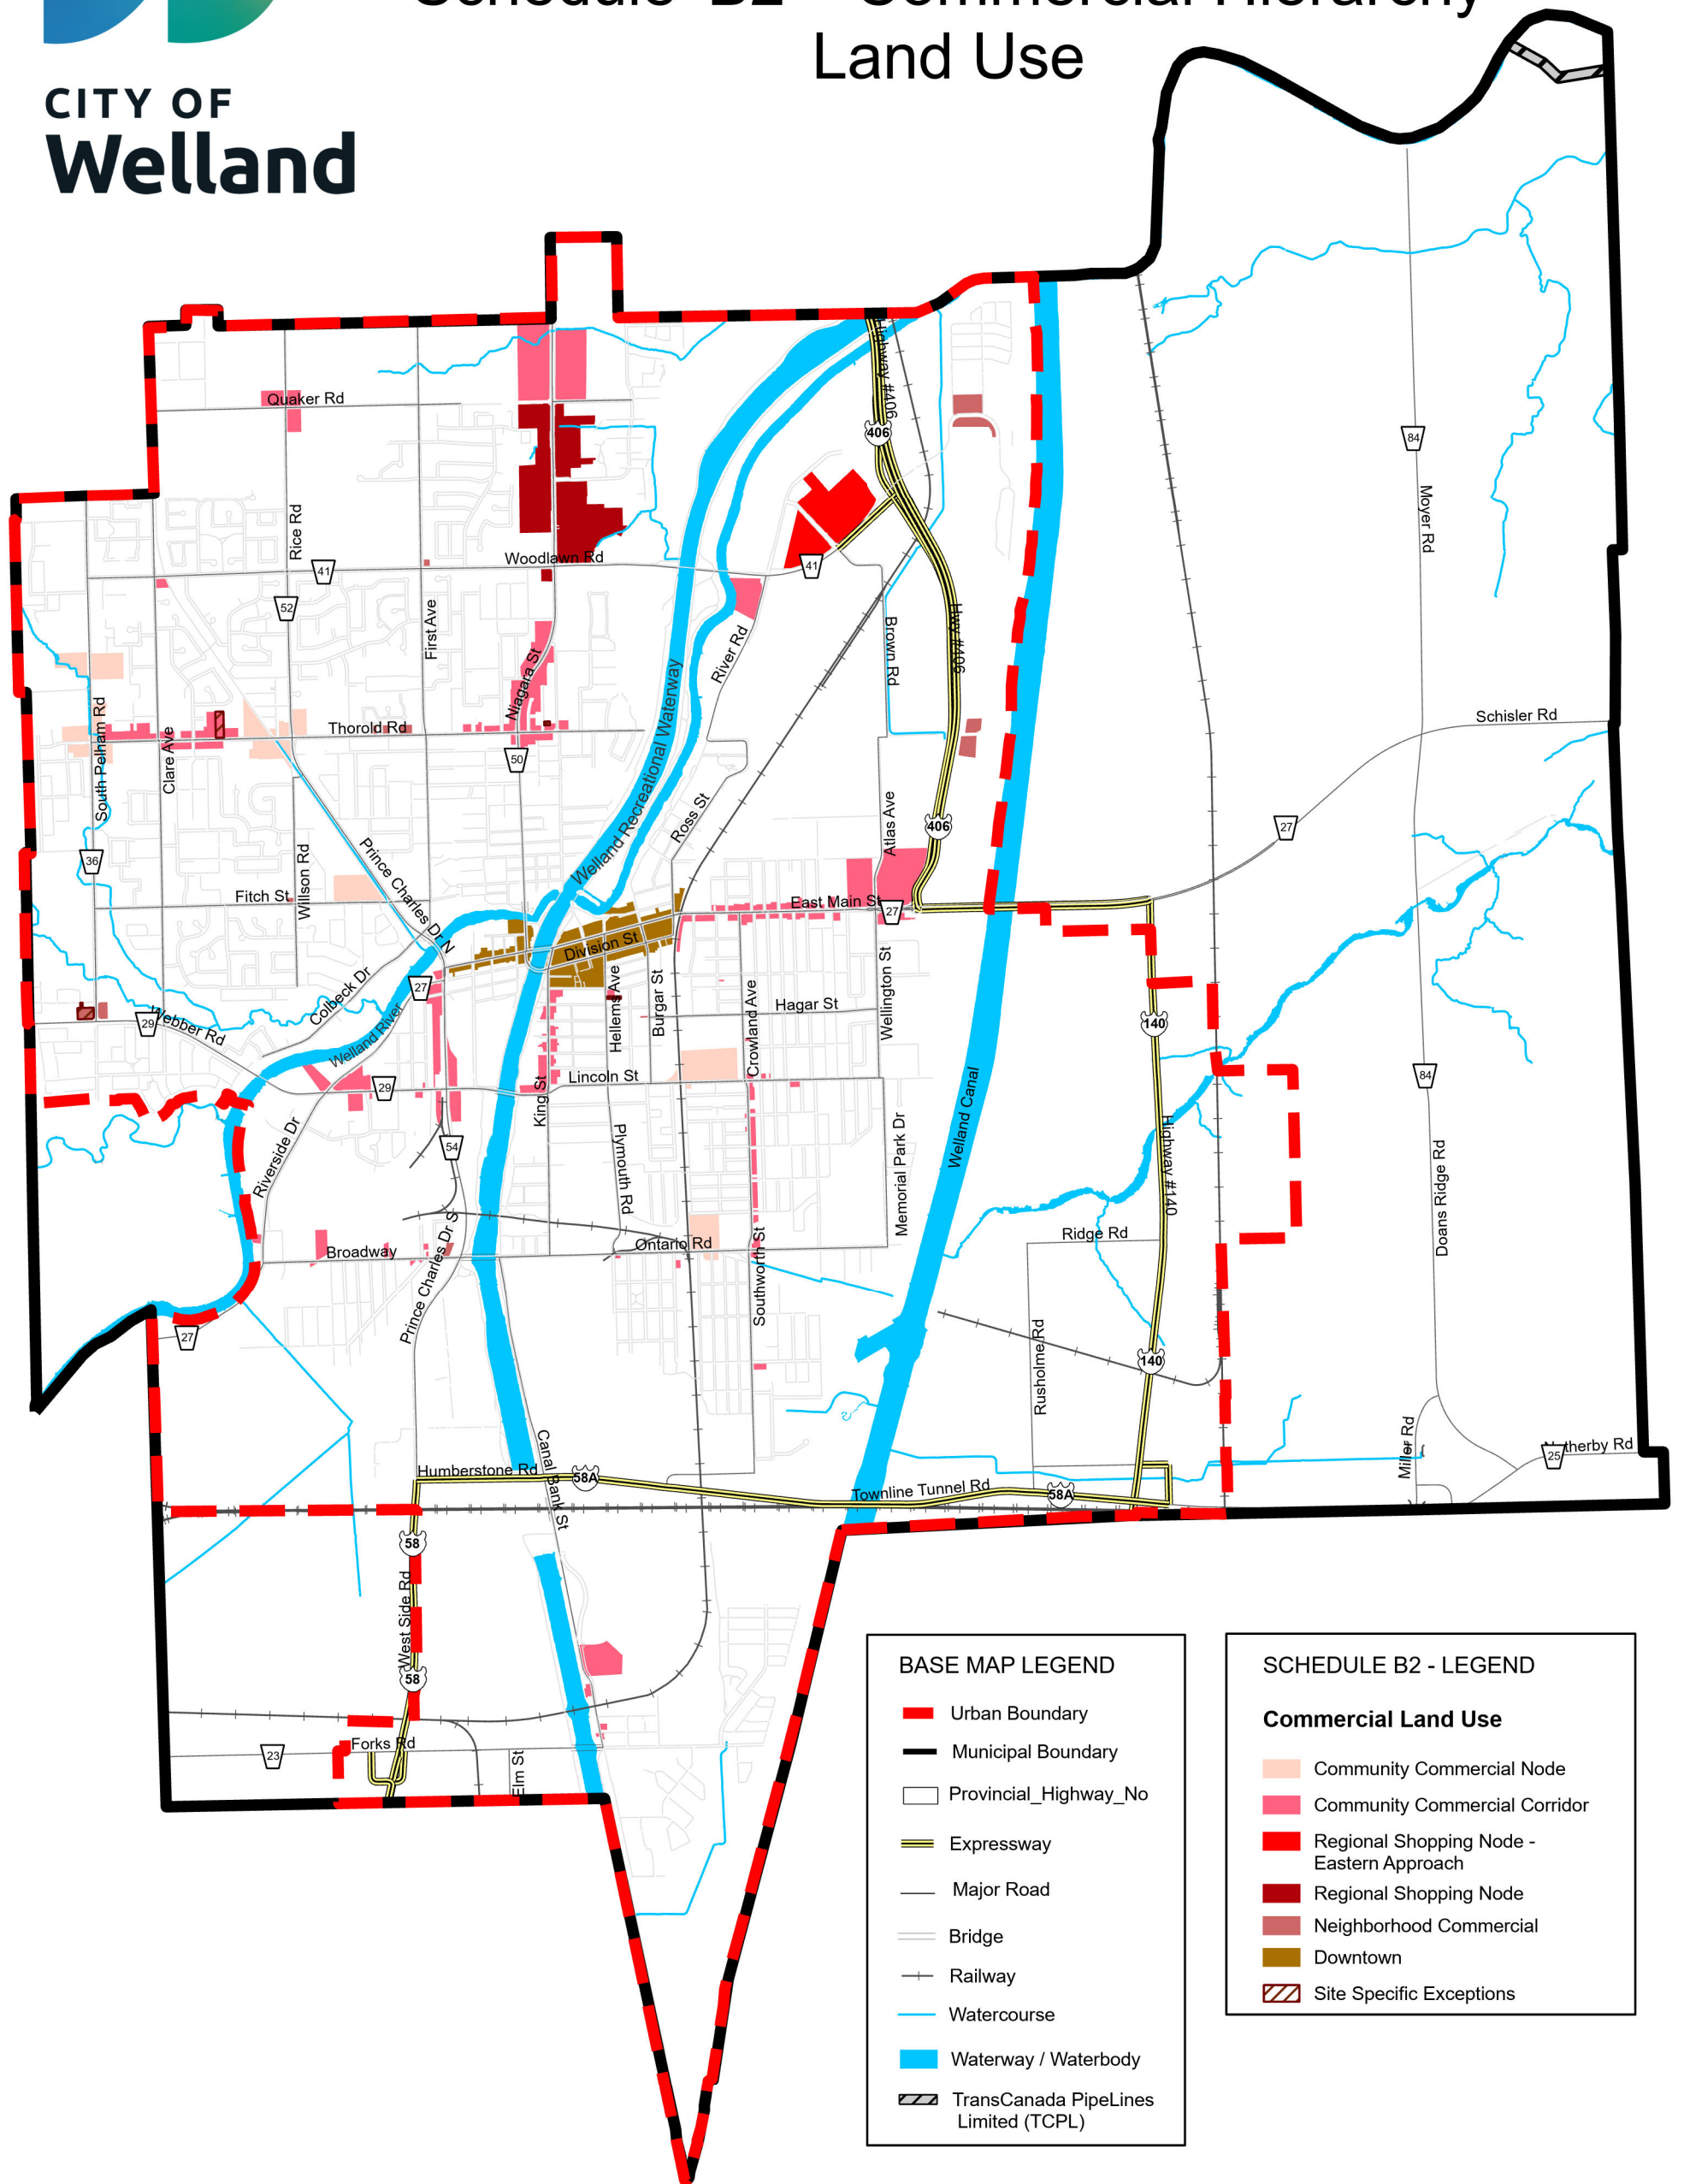 Schedule B2 - Commercial Hierarchy
Land Use
CITY OF
Welland
Highway #406
406
Quaker Rd
84
Moyer Rd
Rice Rd
Woodlawn Rd
41
41
52
First Ave
Niagara St
River Rd
Brown Rd
Hwy #406
Welland Recreational Waterway
South Pelham Rd
Clare Ave
Thorold Rd
50
Schisler Rd
Ross St
Atlas Ave
406
27
36
Prince Charles Dr N
Willson Rd
Fitch St
East Main St
27
Division St
Colbeck Dr
27
Hellems Ave
Burgar St
Crowland Ave
Wellington St
Hagar St
Webber Rd
29
Welland River
140
Lincoln St
29
King St
84
Welland Canal
Riverside Dr
54
Plymouth Rd
Memorial Park Dr
Highway #140
Doans Ridge Rd
Ridge Rd
Broadway
Ontario Rd
Prince Charles Dr S
Southworth St
27
Rusholme Rd
140
Canal Bank St
Miller Rd
25
Netherby Rd
Humberstone Rd
58A
Townline Tunnel Rd
58A
58
West Side Rd
58
Forks Rd
23
Elm St
BASE MAP LEGEND
Urban Boundary
Municipal Boundary
Provincial_Highway_No
Expressway
Major Road
Bridge
Railway
Watercourse
Waterway / Waterbody
TransCanada PipeLines
Limited (TCPL)
SCHEDULE B2 - LEGEND
Commercial Land Use
Community Commercial Node
Community Commercial Corridor
Regional Shopping Node -
Eastern Approach
Regional Shopping Node
Neighborhood Commercial
Downtown
Site Specific Exceptions